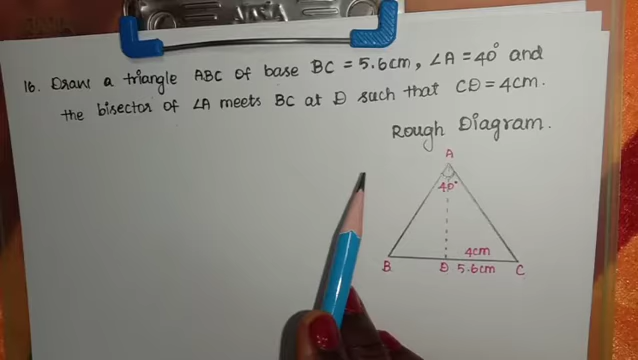 16. Draw a triangle ABC of base BC = 5.6cm, ∠A = 40° and
the bisector of ∠A meets BC at D such that CD = 4cm.
Rough Diagram.
A
40°
4cm
B D 5.6cm C